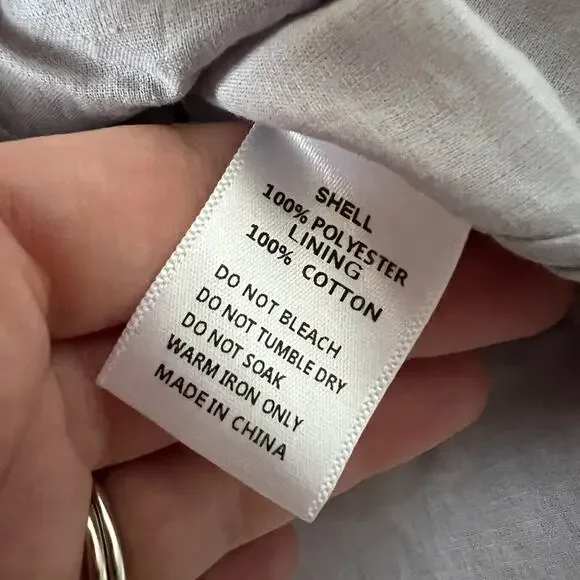 SHELL
100% POLYESTER
LINING
100% COTTON
DO NOT BLEACH
DO NOT TUMBLE DRY
DO NOT SOAK
WARM IRON ONLY
MADE IN CHINA